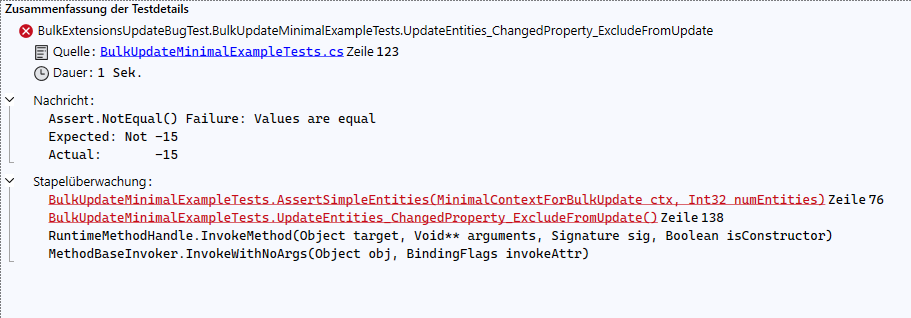 Zusammenfassung der Testdetails
BulkExtensionsUpdateBugTest.BulkUpdateMinimalExampleTests.UpdateEntities_ChangedProperty_ExcludeFromUpdate
Quelle: BulkUpdateMinimalExampleTests.cs Zeile 123
Dauer: 1 Sek.
Nachricht:
Assert.NotEqual() Failure: Values are equal
Expected: Not -15
Actual:       -15
Stapelüberwachung:
BulkUpdateMinimalExampleTests.AssertSimpleEntities(MinimalContextForBulkUpdate ctx, Int32 numEntities) Zeile 76
BulkUpdateMinimalExampleTests.UpdateEntities_ChangedProperty_ExcludeFromUpdate() Zeile 138
RuntimeMethodHandle.InvokeMethod(Object target, Void** arguments, Signature sig, Boolean isConstructor)
MethodBaseInvoker.InvokeWithNoArgs(Object obj, BindingFlags invokeAttr)